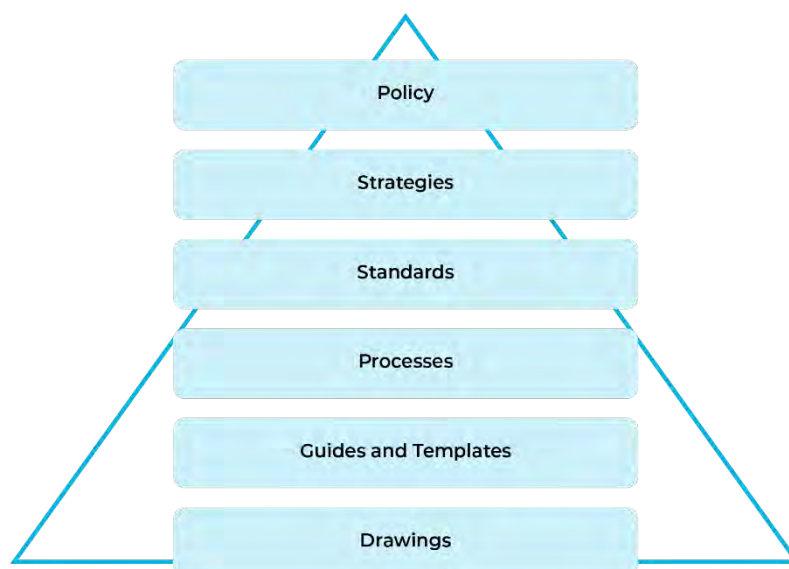 Policy
Strategies
Standards
Processes
Guides and Templates
Drawings